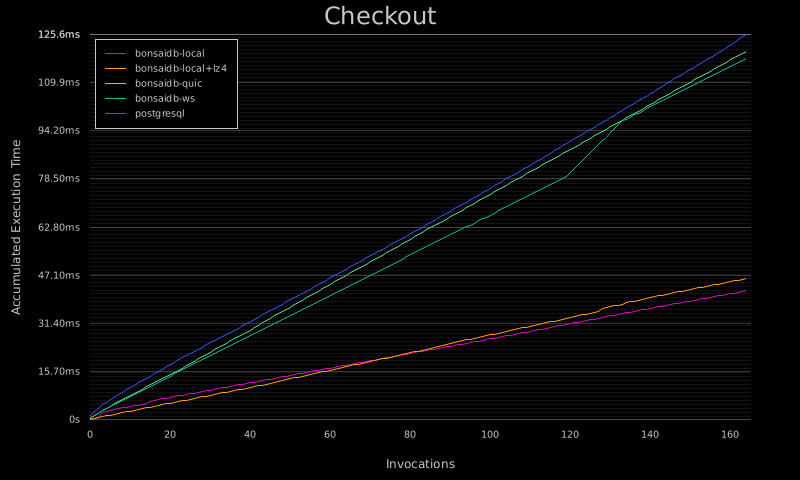 Checkout
125.6ms
109.9ms
94.20ms
78.50ms
62.80ms
47.10ms
31.40ms
15.70ms
0s
Accumulated Execution Time
bonsaidb-local
bonsaidb-local+lz4
bonsaidb-quic
bonsaidb-ws
postgresql
0 20 40 60 80 100 120 140 160
Invocations